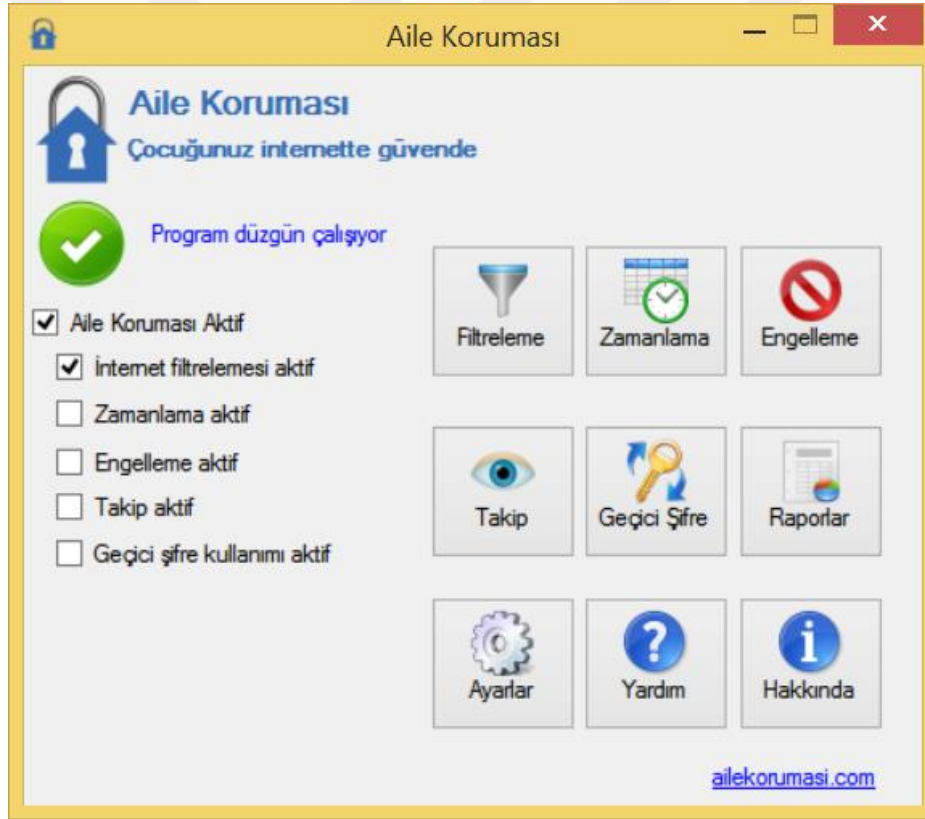 Aile Koruması
Aile Koruması
Çocuğunuz internette güvende
Program düzgün çalışıyor
Aile Koruması Aktif
İnternet filtrelemesi aktif
Zamanlama aktif
Engelleme aktif
Takip aktif
Geçici şifre kullanımı aktif
Filtreleme Zamanlama Engelleme
Takip Geçici Şifre Raporlar
Ayarlar Yardım Hakkında
ailekorumasi.com